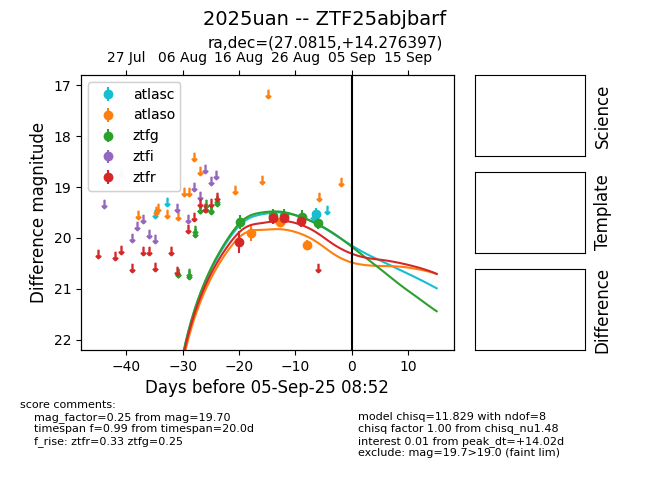 2025uan -- ZTF25abjbarf
ra,dec=(27.0815,+14.276397)
27 Jul 06 Aug 16 Aug 26 Aug 05 Sep 15 Sep
17
18
19
20
21
22
Difference magnitude
atlasc
atlaso
ztfg
ztfi
ztfr
−40 −30 −20 −10 0 10
Days before 05-Sep-25 08:52
Science
Template
Difference
score comments:
mag_factor=0.25 from mag=19.70
timespan f=0.99 from timespan=20.0d
f_rise: ztfr=0.33 ztfg=0.25
model chisq=11.829 with ndof=8
chisq factor 1.00 from chisq_nu1.48
interest 0.01 from peak_dt=+14.02d
exclude: mag=19.7>19.0 (faint lim)